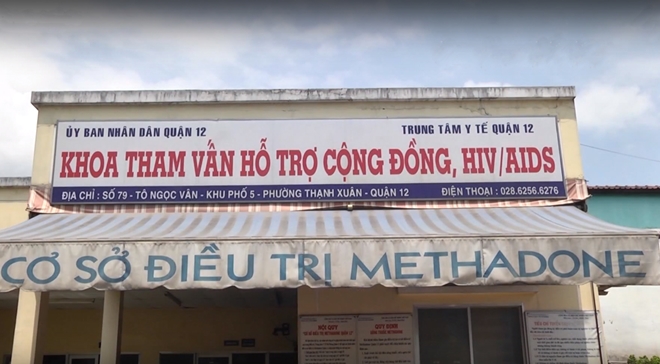 ỦY BAN NHÂN DÂN QUẬN 12 TRUNG TÂM Y TẾ QUẬN 12
KHOA THAM VẤN HỖ TRỢ CỘNG ĐỒNG, HIV/AIDS
ĐỊA CHỈ : SỐ 79 - TÔ NGỌC VÂN - KHU PHỐ 5 - PHƯỜNG THẠNH XUÂN - QUẬN 12 ĐIỆN THOẠI : 028.6256.6276
CƠ SỞ ĐIỀU TRỊ METHADONE
NỘI QUY